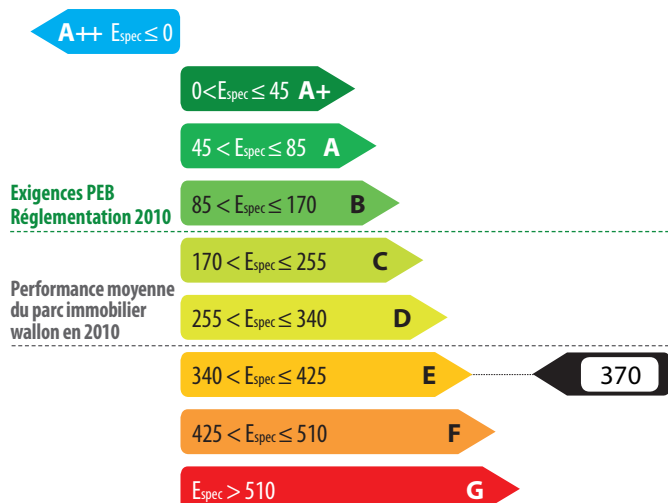 A++ Espec ≤ 0
0<Espec ≤ 45 A+
45 < Espec ≤ 85 A
Exigences PEB
Réglementation 2010
85 < Espec ≤ 170 B
170 < Espec ≤ 255 C
Performance moyenne
du parc immobilier
wallon en 2010
255 < Espec ≤ 340 D
340 < Espec ≤ 425 E
370
425 < Espec ≤ 510 F
Espec > 510 G